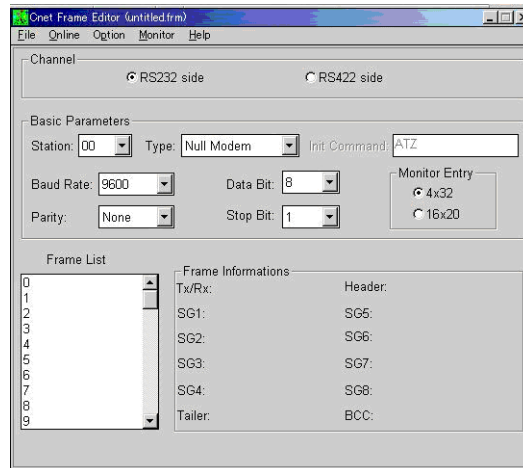 Cnet Frame Editor (untitled.frm)
File Online Option Monitor Help
Channel
RS232 side RS422 side
Basic Parameters
Station: 00 Type: Null Modem Init Command: ATZ
Baud Rate: 9600 Data Bit: 8 Monitor Entry
4x32
Parity: None Stop Bit: 1 16x20
Frame List
Frame Informations
0
1
2
3
4
5
6
7
8
9
Tx/Rx: Header:
SG1: SG5:
SG2: SG6:
SG3: SG7:
SG4: SG8:
Tailer: BCC: